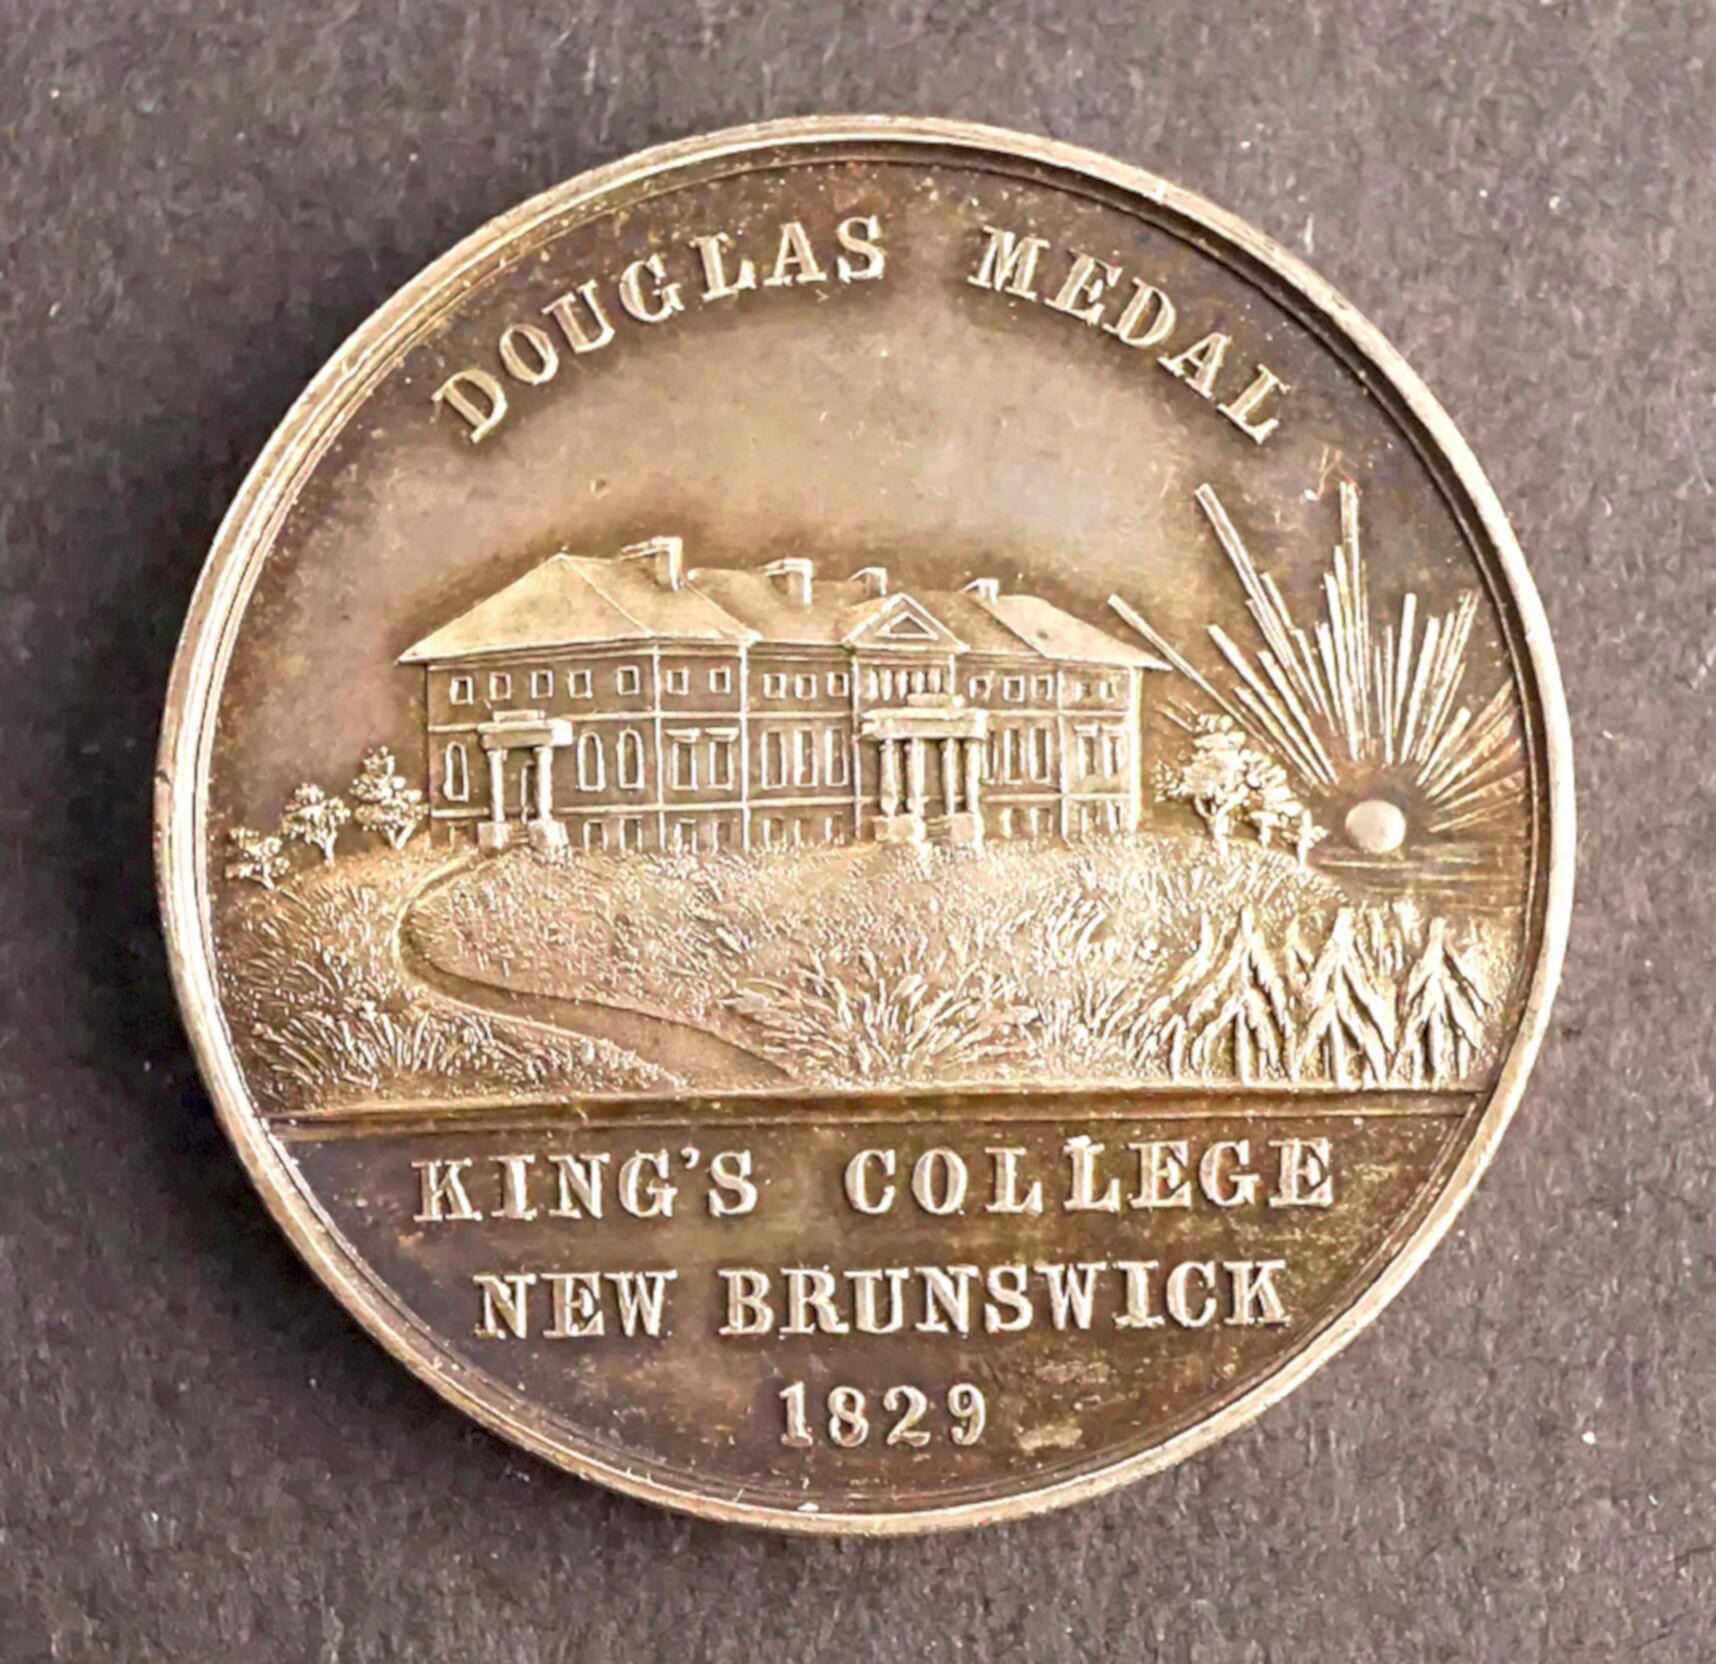 DOUGLAS MEDAL
KING'S COLLEGE
NEW BRUNSWICK
1829